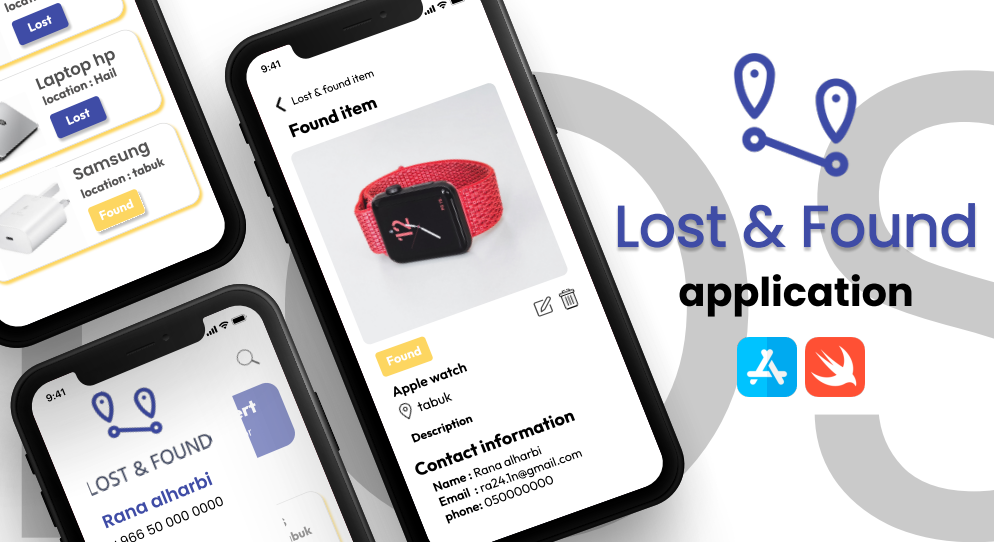 Lost
Laptop hp
location : Hail
Lost
Samsung
location : tabuk
Found
9:41
LOST & FOUND
Rana alharbi
966 50 000 0000
9:41
Lost & found item
Found item
12
Found
Apple watch
tabuk
Description
Contact information
Name : Rana alharbi
Email : ra24.1n@gmail.com
phone: 050000000
iOS
Lost & Found
application